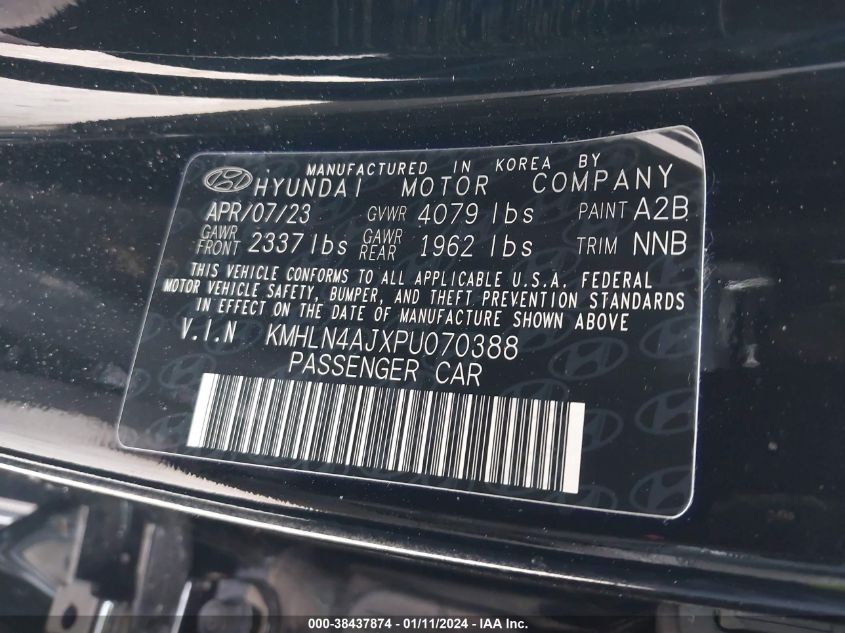 MANUFACTURED IN KOREA BY
HYUNDAI MOTOR COMPANY
APR/07/23 GVWR 4079 lbs PAINT A2B
GAWR FRONT 2337 lbs GAWR REAR 1962 lbs TRIM NNB
THIS VEHICLE CONFORMS TO ALL APPLICABLE U.S.A. FEDERAL
MOTOR VEHICLE SAFETY, BUMPER, AND THEFT PREVENTION STANDARDS
IN EFFECT ON THE DATE OF MANUFACTURE SHOWN ABOVE
V.I.N KMHLN4AJXPU070388
PASSENGER CAR
000-38437874 - 01/11/2024 - IAA Inc.